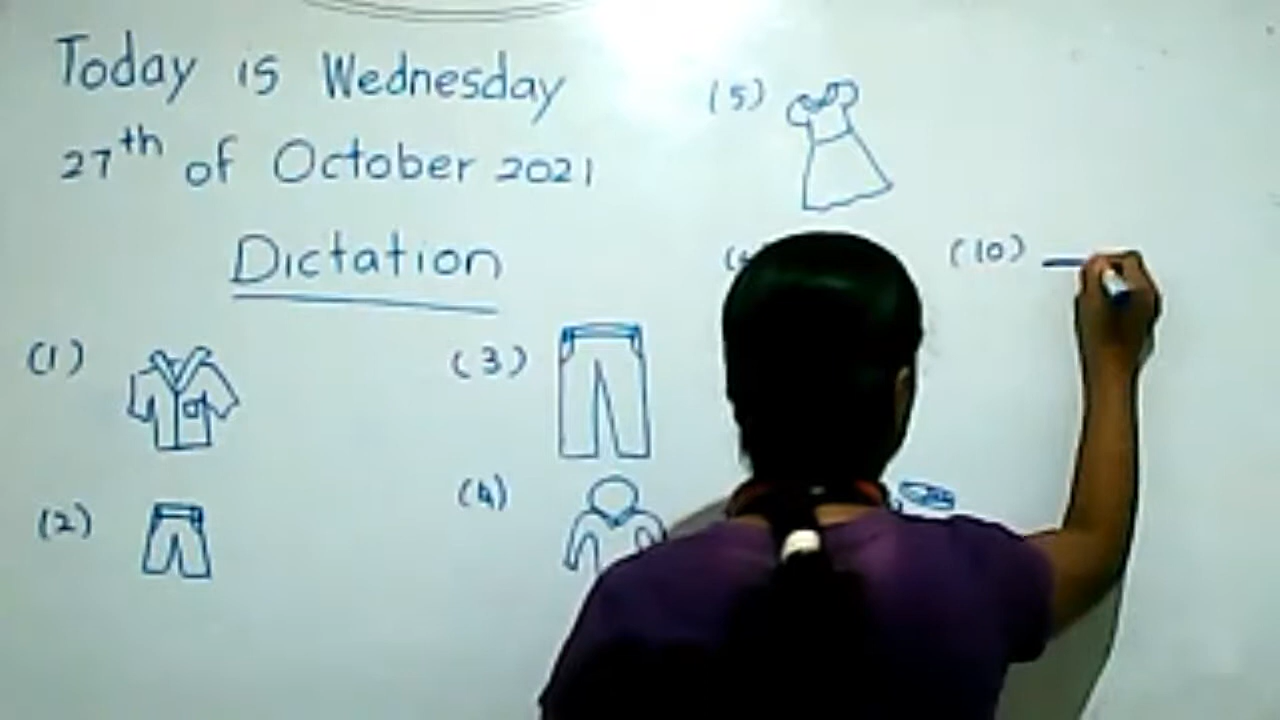 Today is Wednesday
27th of October 2021
Dictation
(1)
(2)
(3)
(4)
(5)
(10)